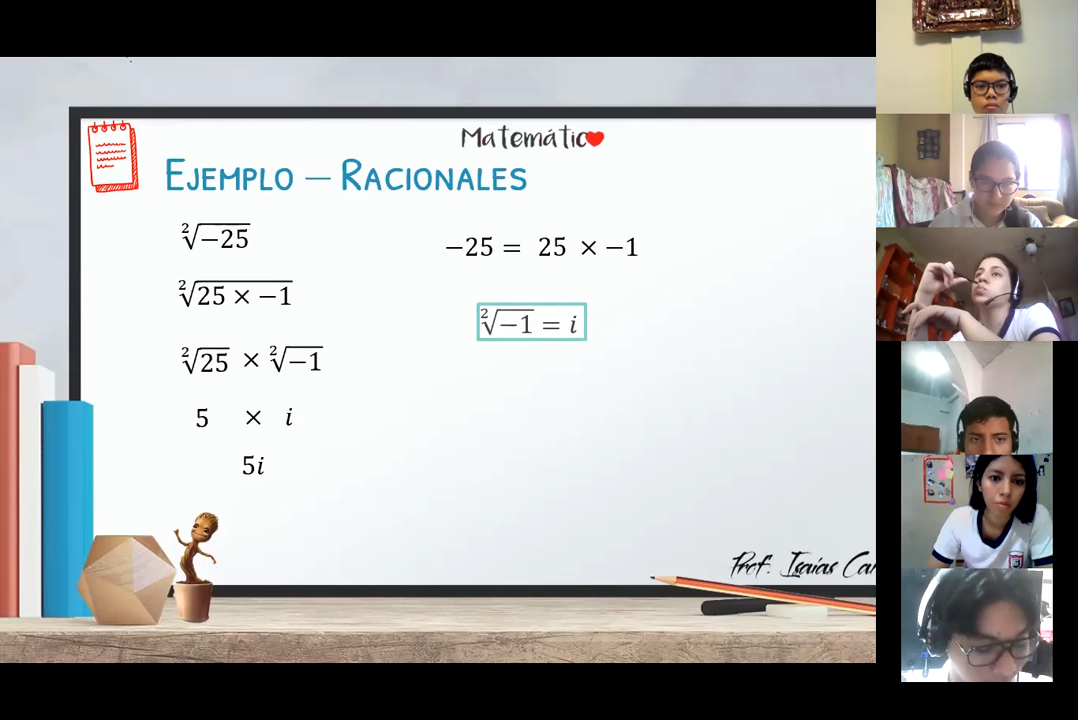 Matemático
EJEMPLO – RACIONALES
²√−25
²√25 × −1
²√25 × ²√−1
5 × i
5i
−25 = 25 × −1
²√−1 = i
Prof. Isaías